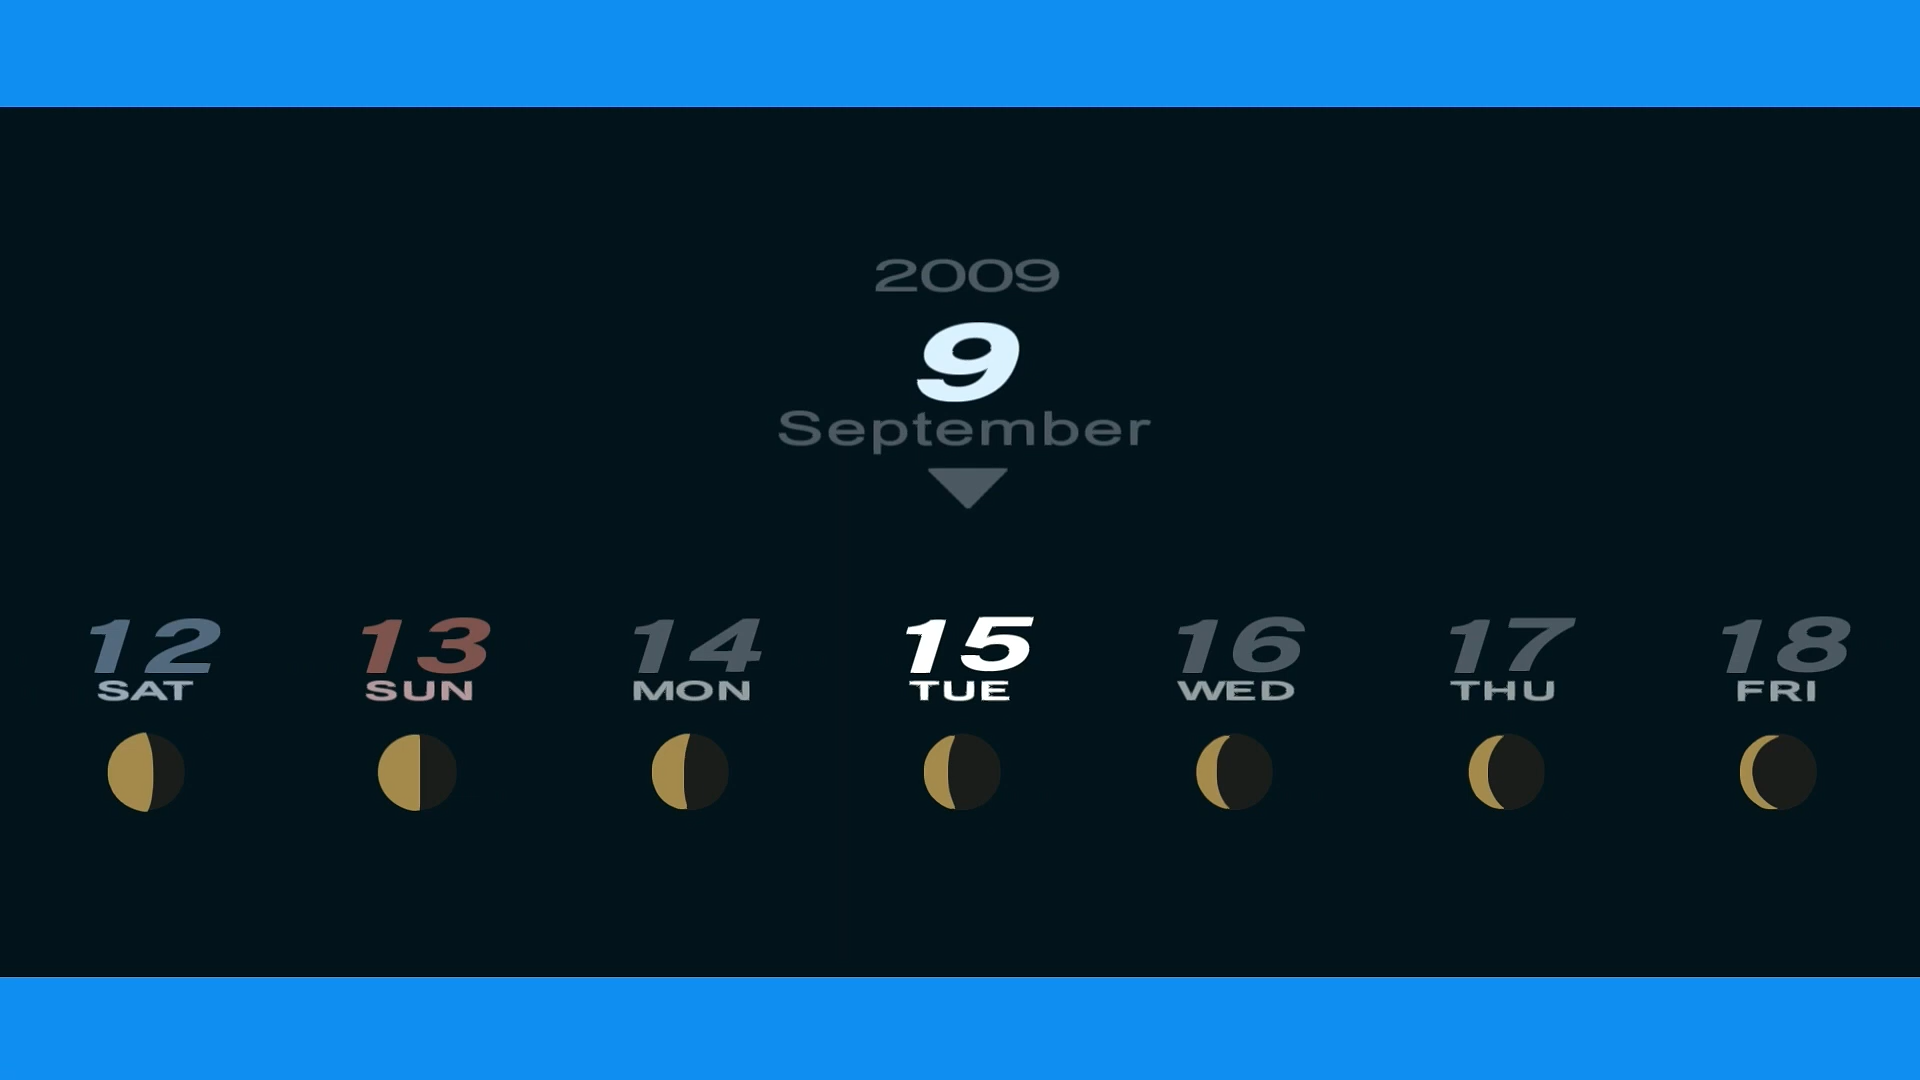 2009
9
September
12 13 14 15 16 17 18
SAT SUN MON TUE WED THU FRI